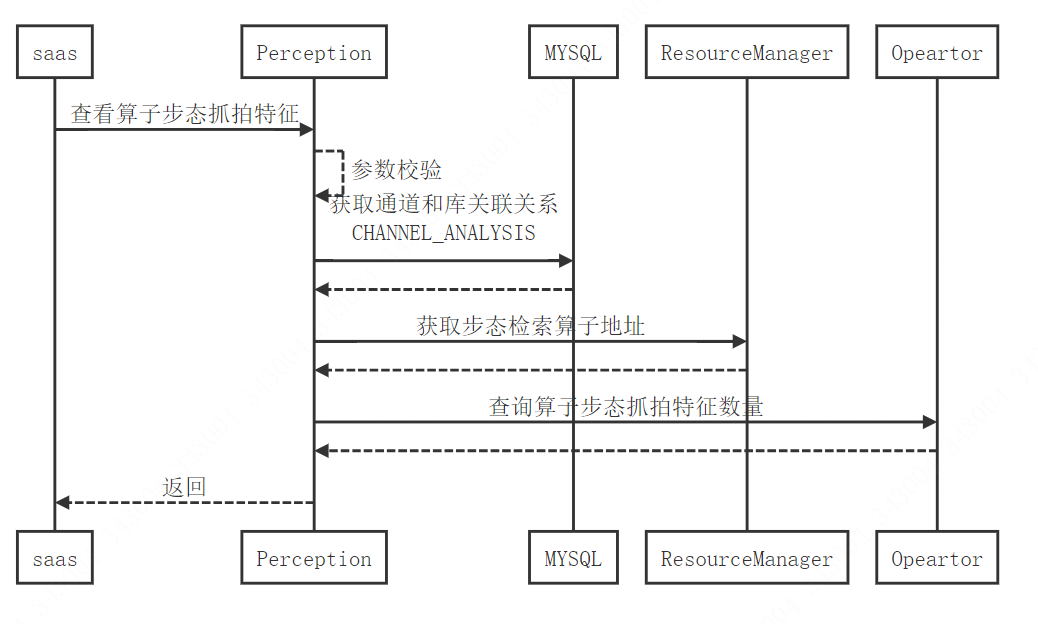 saas Perception MYSQL ResourceManager Opeartor
查看算子步态抓拍特征
参数校验
获取通道和库关联关系
CHANNEL_ANALYSIS
获取步态检索算子地址
查询算子步态抓拍特征数量
返回
saas Perception MYSQL ResourceManager Opeartor